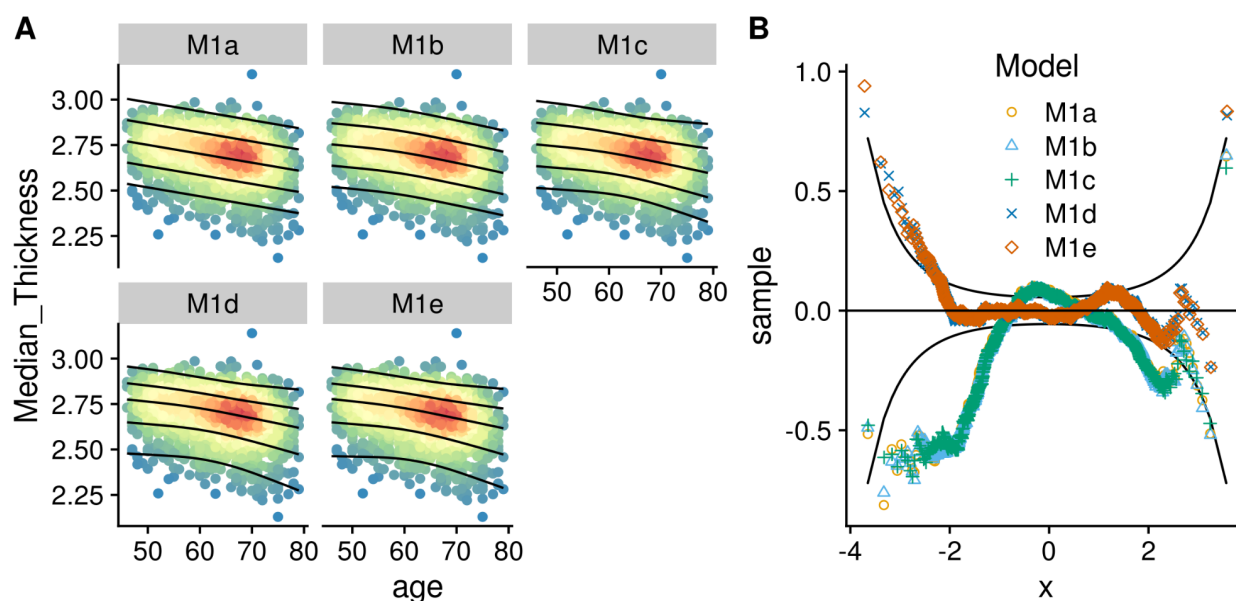 A
M1a M1b M1c
3.00
2.75
2.50
2.25
50 60 70 80
M1d M1e
3.00
2.75
2.50
2.25
50 60 70 80 50 60 70 80
Median_Thickness
age
B
Model
M1a
M1b
M1c
M1d
M1e
1.0
0.5
0.0
-0.5
-4 -2 0 2
sample
x